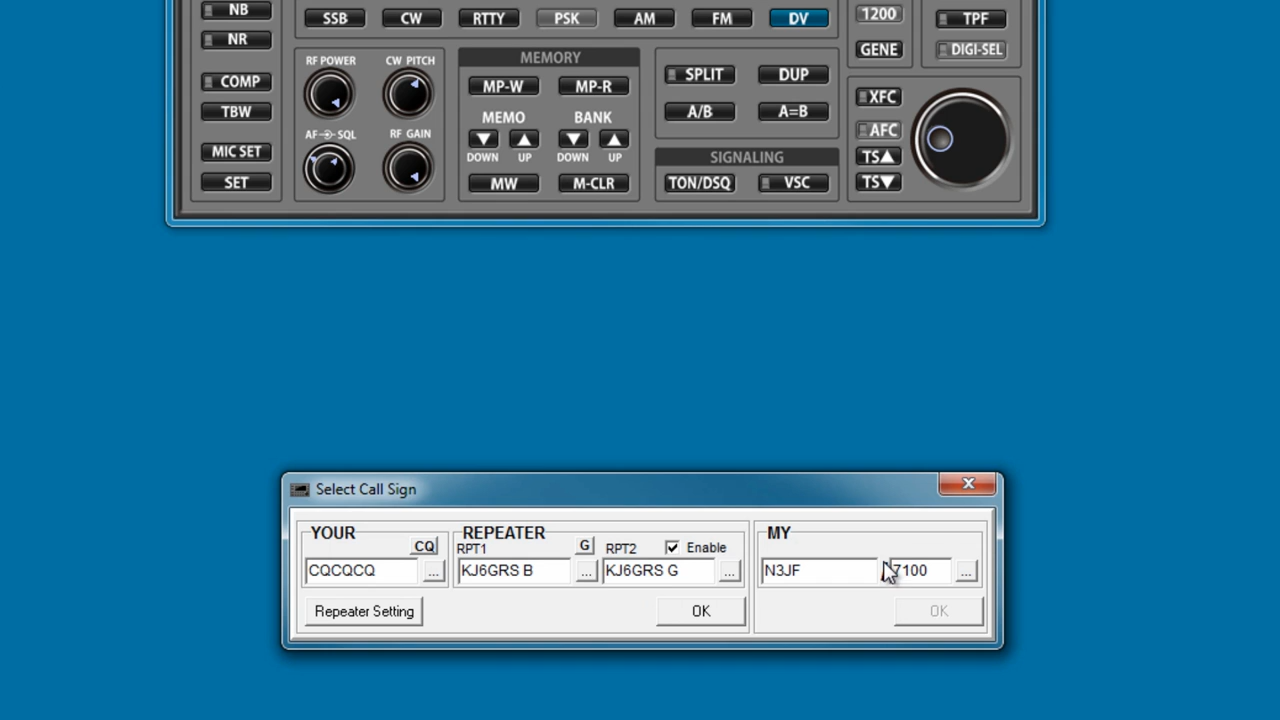 NB
SSB CW RTTY PSK AM FM DV
1200
TPF
NR
GENE
DIGI-SEL
RF POWER CW PITCH
MEMORY
COMP
MP-W MP-R
SPLIT DUP
XFC
TBW
MEMO BANK
A/B A=B
AFC
AF SQL RF GAIN
DOWN UP DOWN UP
MIC SET
SIGNALING
TS▲
SET
MW M-CLR
TON/DSQ VSC
TS▼
Select Call Sign
YOUR REPEATER MY
CQ RPT1 G RPT2 Enable
CQCQCQ ... KJ6GRS B ... KJ6GRS G ... N3JF 7100 ...
Repeater Setting OK OK